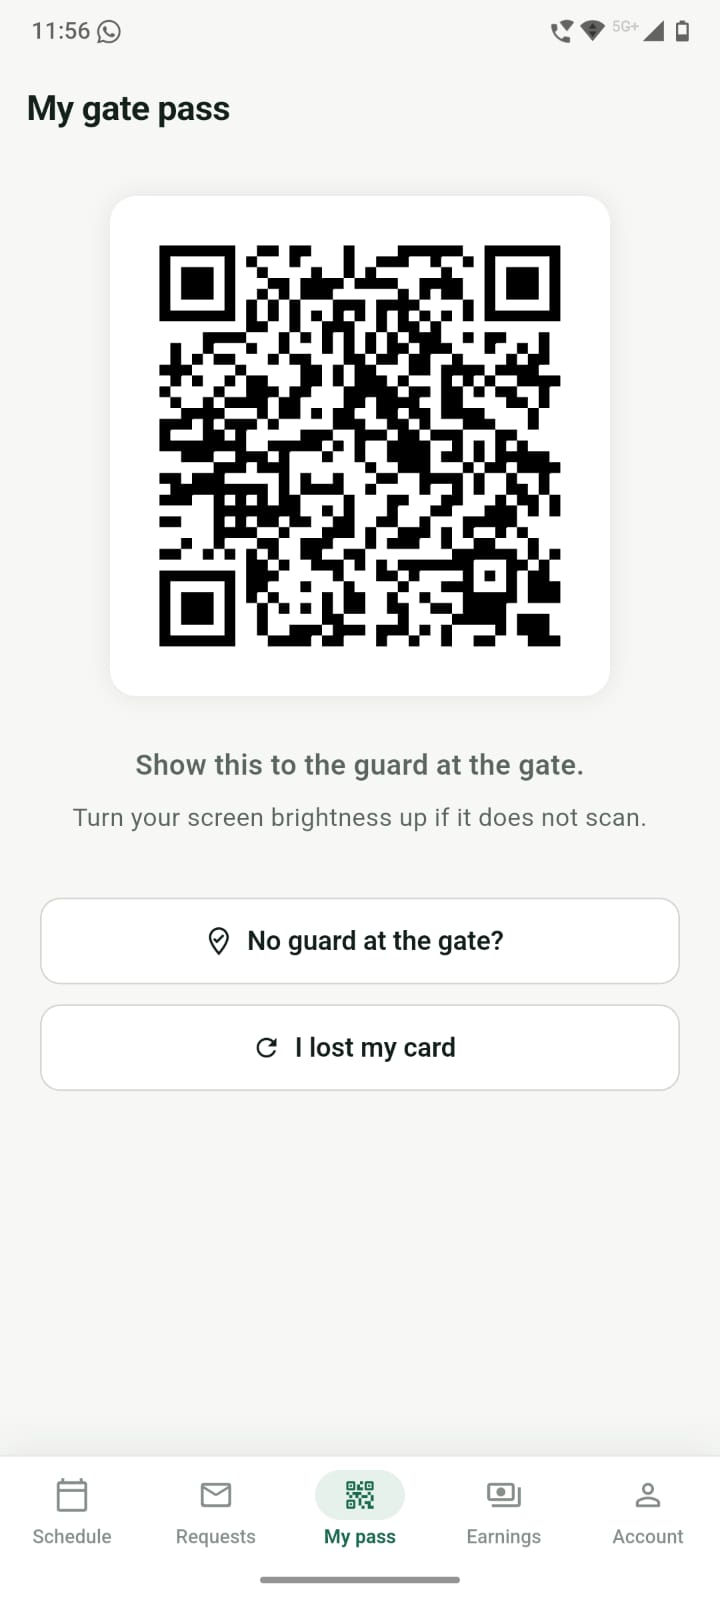 11:56
5G+
My gate pass
Show this to the guard at the gate.
Turn your screen brightness up if it does not scan.
No guard at the gate?
I lost my card
Schedule
Requests
My pass
Earnings
Account